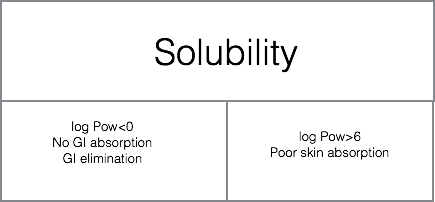 Solubility
log Pow<0
No GI absorption
GI elimination
log Pow>6
Poor skin absorption